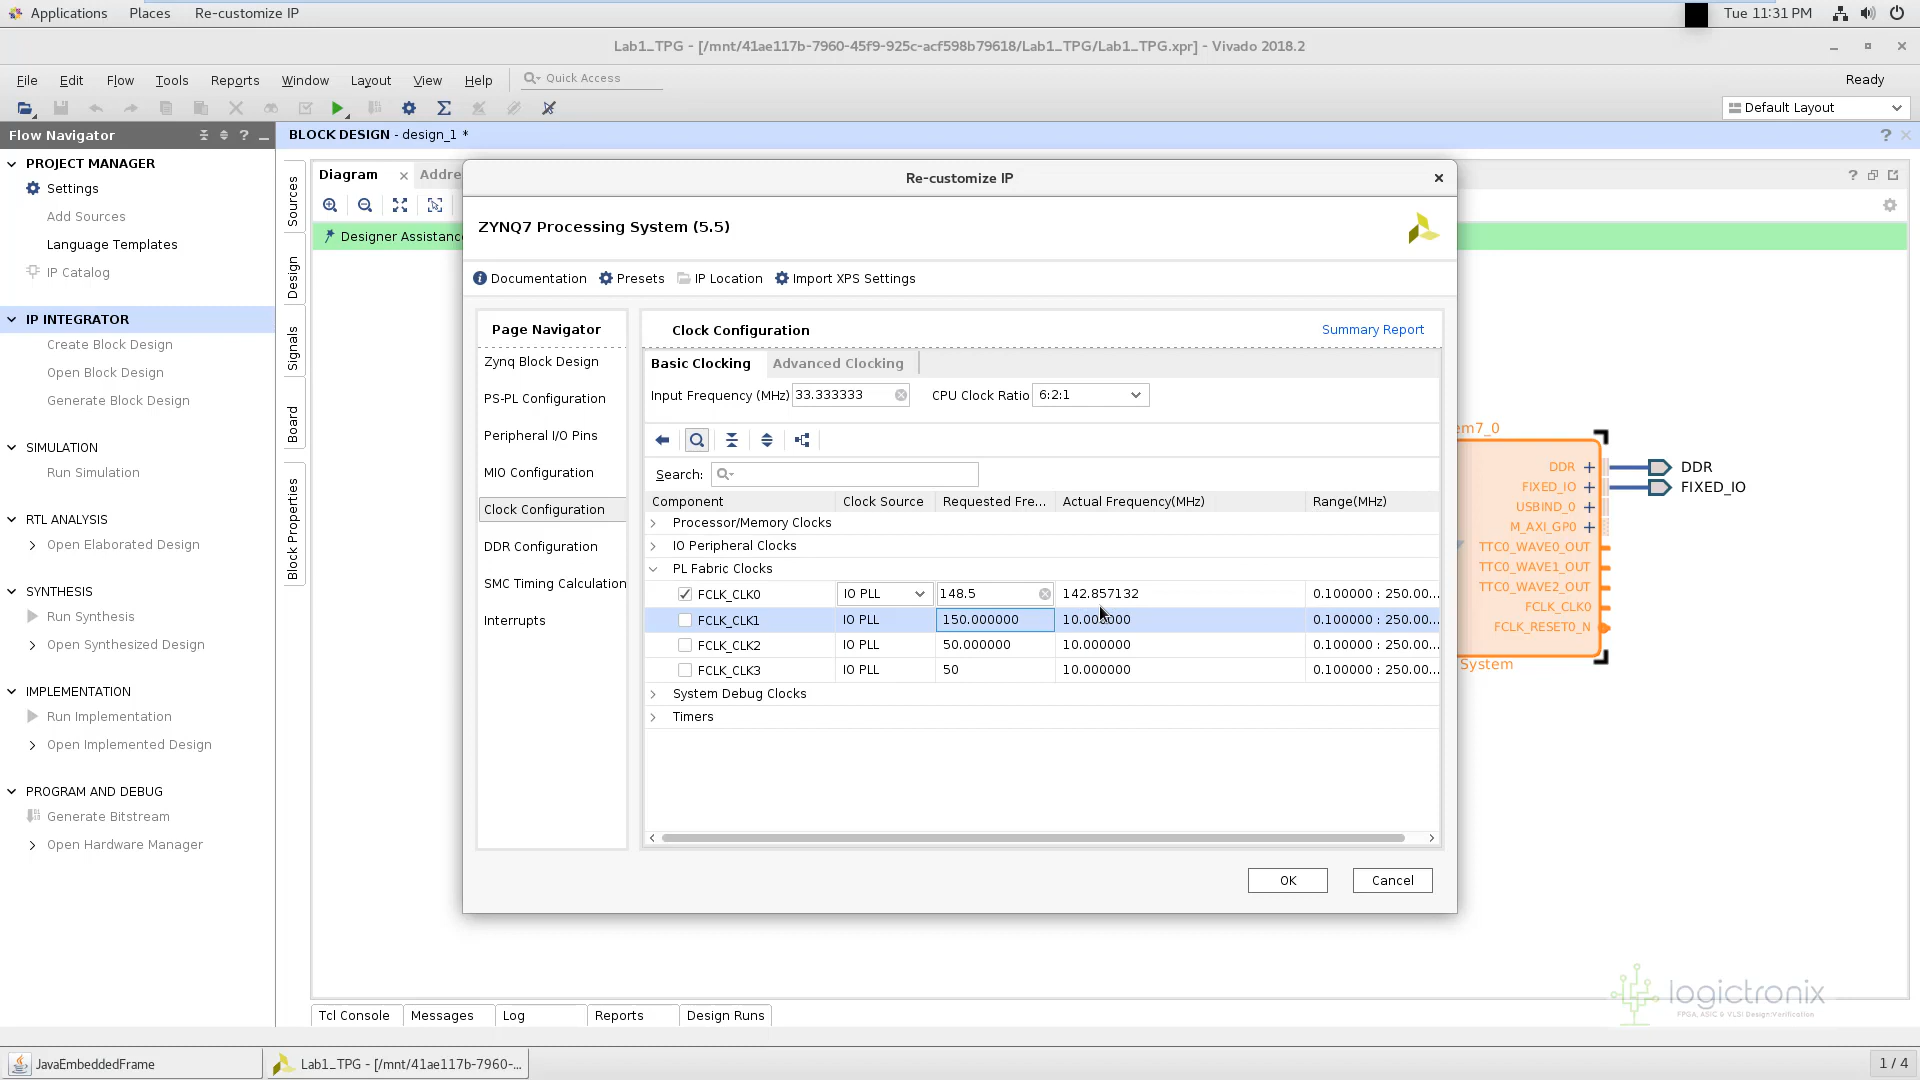 Applications Places Re-customize IP Tue 11:31 PM
Lab1_TPG - [/mnt/41ae117b-7960-45f9-925c-acf598b79618/Lab1_TPG/Lab1_TPG.xpr] - Vivado 2018.2
File Edit Flow Tools Reports Window Layout View Help Quick Access Ready
Default Layout
Flow Navigator
BLOCK DESIGN - design_1 *
PROJECT MANAGER
Settings
Add Sources
Language Templates
IP Catalog
IP INTEGRATOR
Create Block Design
Open Block Design
Generate Block Design
SIMULATION
Run Simulation
RTL ANALYSIS
Open Elaborated Design
SYNTHESIS
Run Synthesis
Open Synthesized Design
IMPLEMENTATION
Run Implementation
Open Implemented Design
PROGRAM AND DEBUG
Generate Bitstream
Open Hardware Manager
Sources
Design
Signals
Board
Block Properties
Diagram Addre
Designer Assistanc
Re-customize IP
ZYNQ7 Processing System (5.5)
Documentation Presets IP Location Import XPS Settings
Page Navigator
Zynq Block Design
PS-PL Configuration
Peripheral I/O Pins
MIO Configuration
Clock Configuration
DDR Configuration
SMC Timing Calculation
Interrupts
Clock Configuration Summary Report
Basic Clocking Advanced Clocking
Input Frequency (MHz) 33.333333 CPU Clock Ratio 6:2:1
Search:
Component Clock Source Requested Fre... Actual Frequency(MHz) Range(MHz)
Processor/Memory Clocks
IO Peripheral Clocks
PL Fabric Clocks
FCLK_CLK0 IO PLL 148.5 142.857132 0.100000 : 250.00...
FCLK_CLK1 IO PLL 150.000000 10.000000 0.100000 : 250.00...
FCLK_CLK2 IO PLL 50.000000 10.000000 0.100000 : 250.00...
FCLK_CLK3 IO PLL 50 10.000000 0.100000 : 250.00...
System Debug Clocks
Timers
OK Cancel
em7_0
DDR DDR
FIXED_IO FIXED_IO
USBIND_0
M_AXI_GP0
TTC0_WAVE0_OUT
TTC0_WAVE1_OUT
TTC0_WAVE2_OUT
FCLK_CLK0
FCLK_RESET0_N
System
logictronix
FPGA, ASIC & VLSI Design Verification
Tcl Console Messages Log Reports Design Runs
JavaEmbeddedFrame Lab1_TPG - [/mnt/41ae117b-7960-... 1 / 4